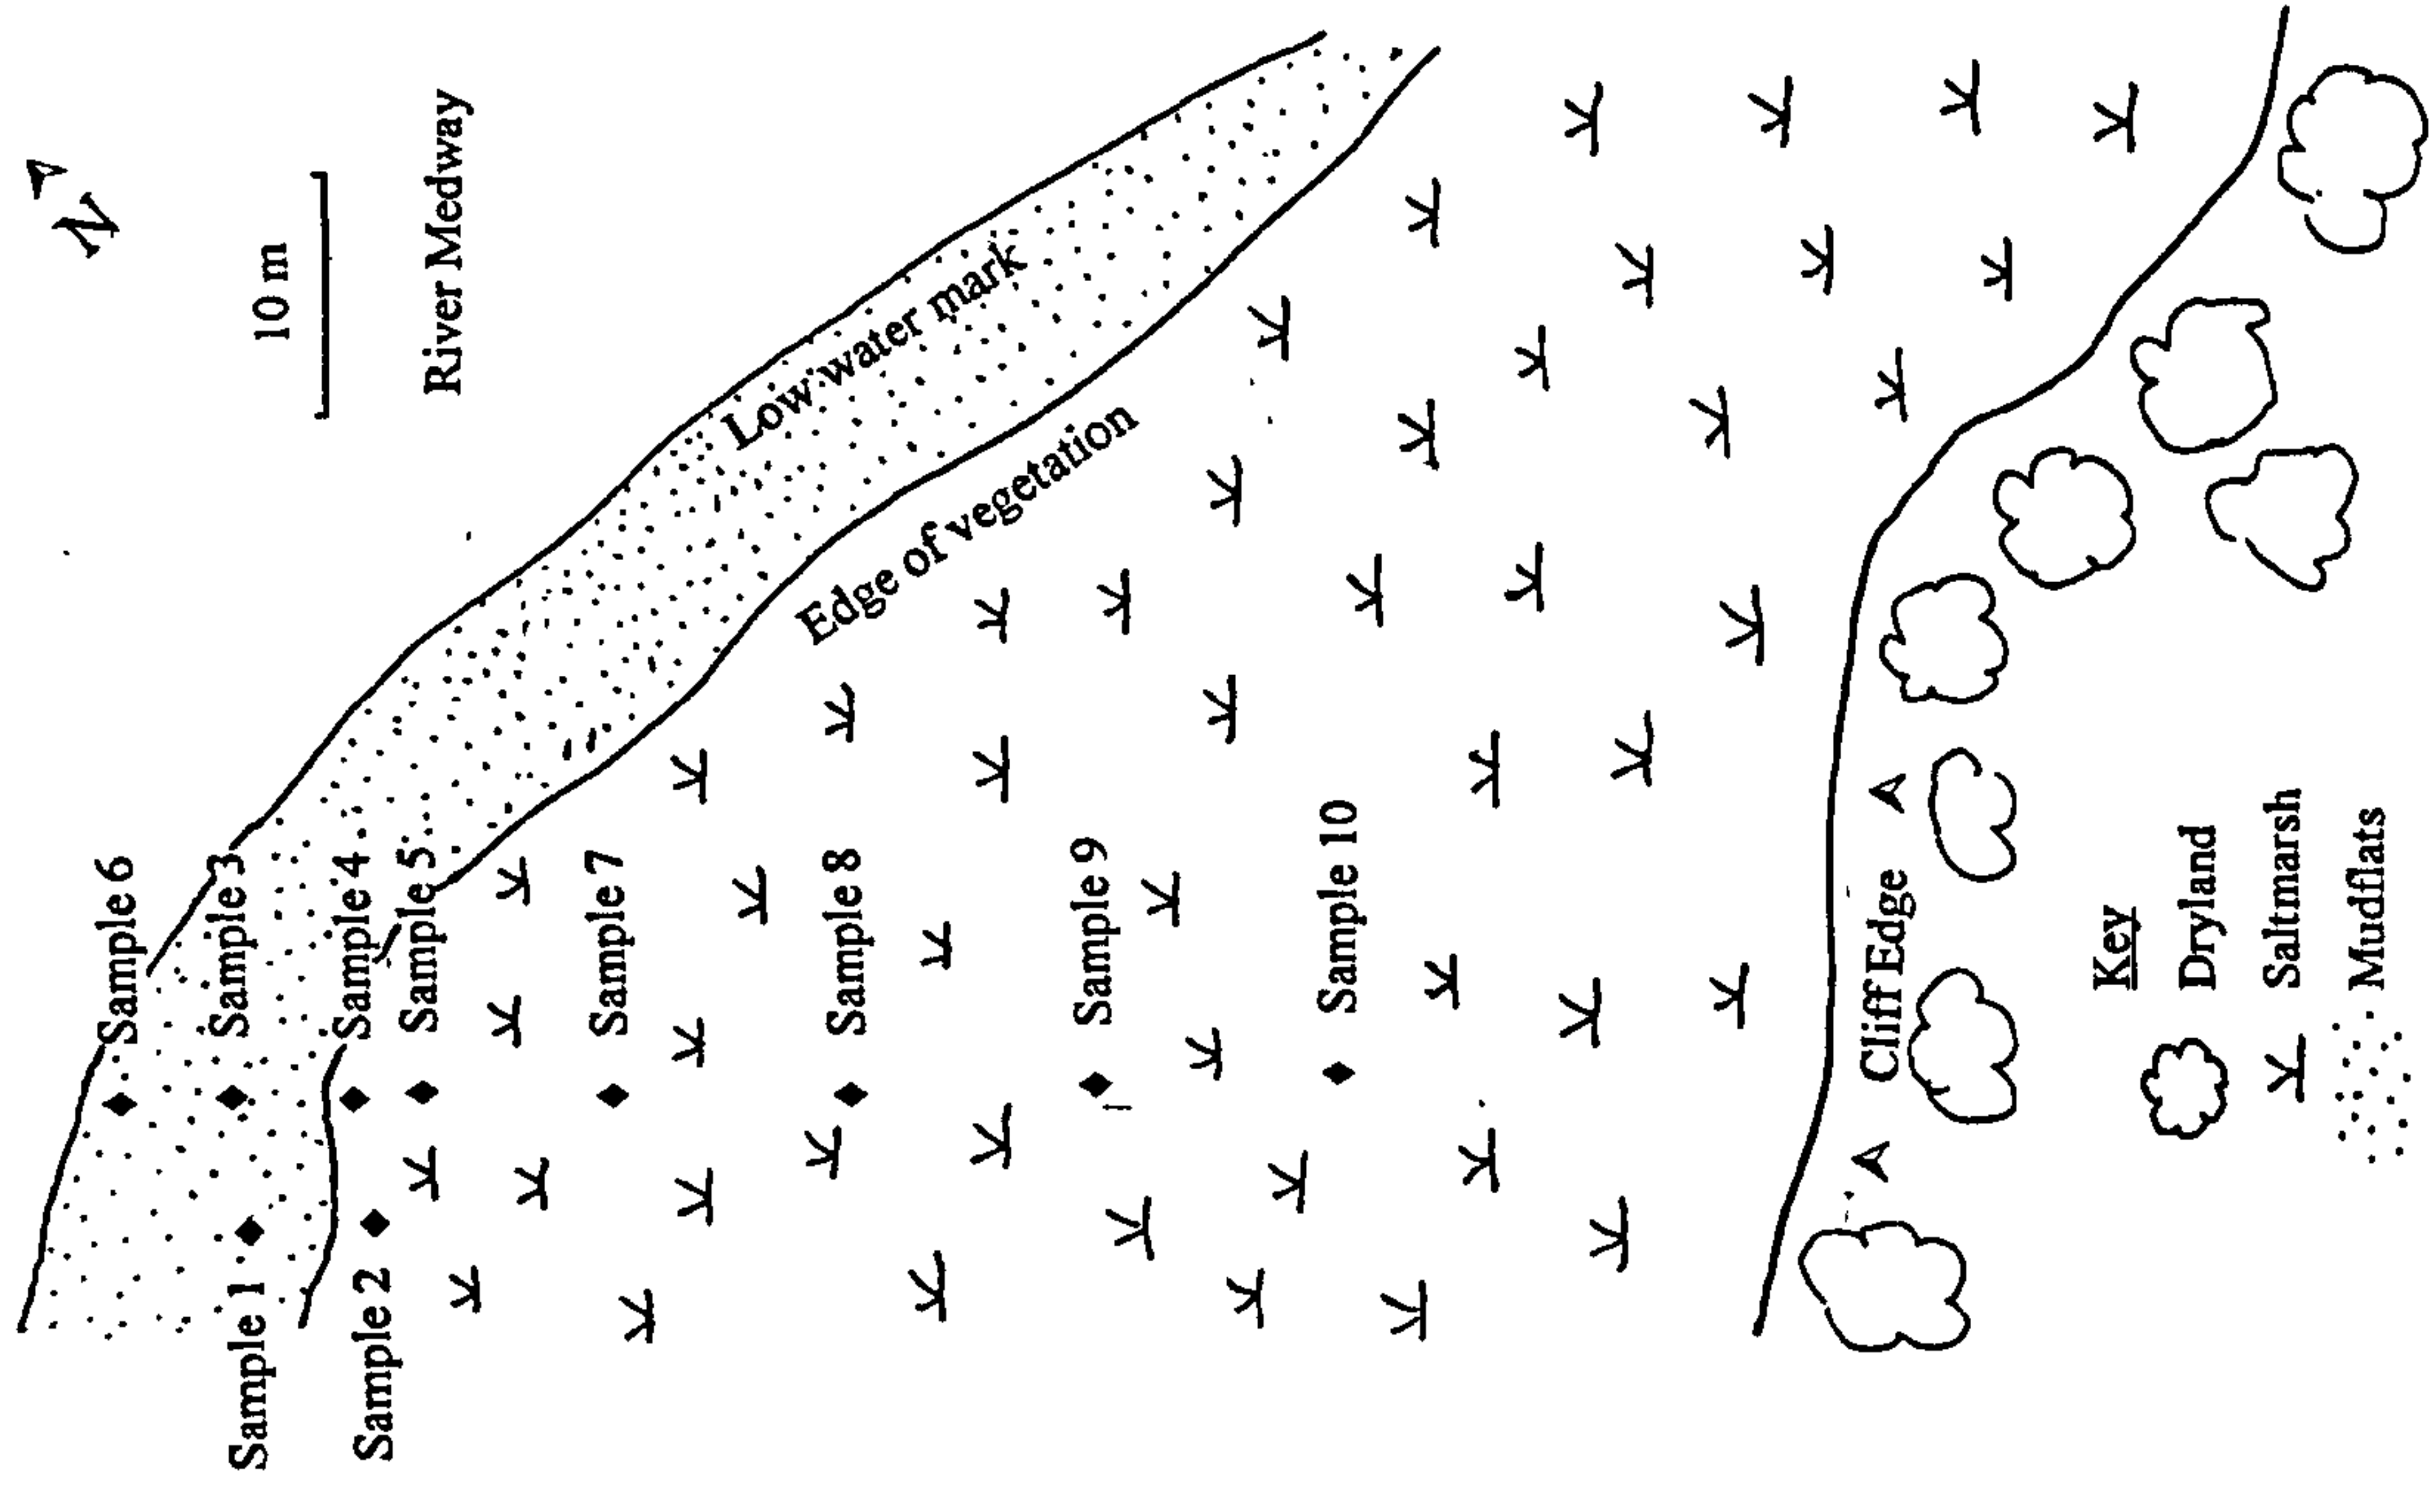 N
10 m
River Medway
Low water mark
Edge of vegetation
Sample 6
Sample 3
Sample 4
Sample 5
Sample 1
Sample 2
Sample 7
Sample 8
Sample 9
Sample 10
Cliff Edge
Key
Dryland
Saltmarsh
Mudflats